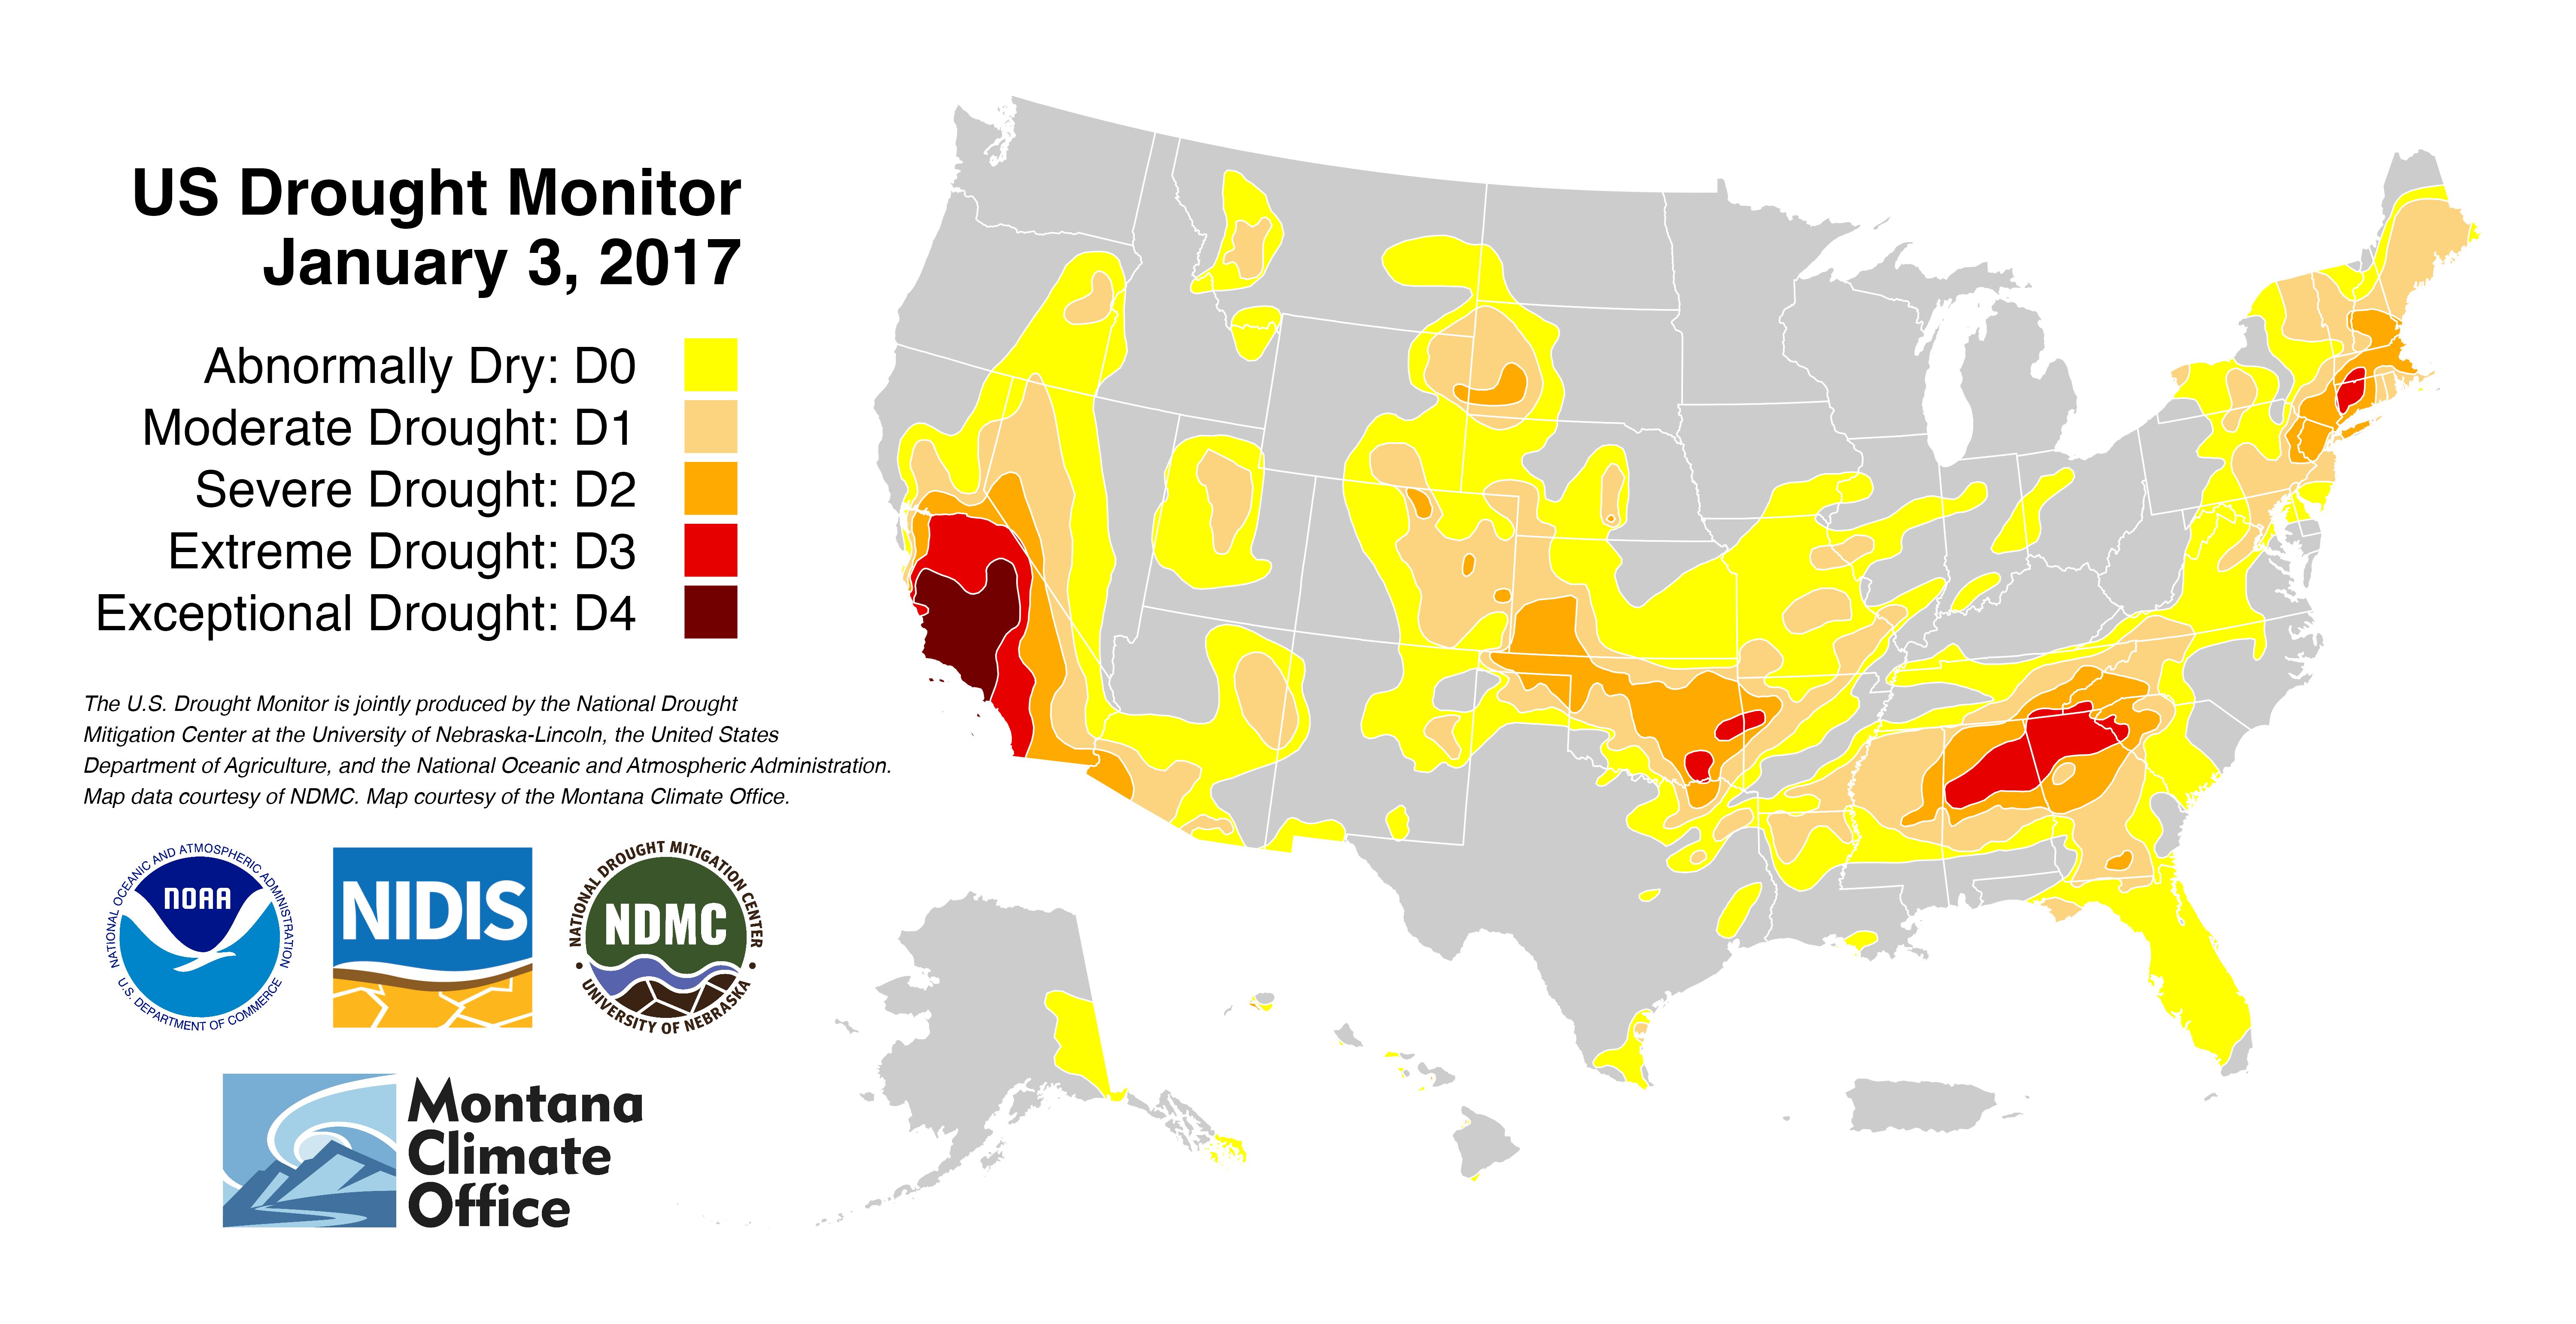 US Drought Monitor
January 3, 2017
Abnormally Dry: D0
Moderate Drought: D1
Severe Drought: D2
Extreme Drought: D3
Exceptional Drought: D4
The U.S. Drought Monitor is jointly produced by the National Drought
Mitigation Center at the University of Nebraska-Lincoln, the United States
Department of Agriculture, and the National Oceanic and Atmospheric Administration.
Map data courtesy of NDMC. Map courtesy of the Montana Climate Office.
NATIONAL OCEANIC AND ATMOSPHERIC ADMINISTRATION
NOAA
U.S. DEPARTMENT OF COMMERCE
NIDIS
NATIONAL DROUGHT MITIGATION CENTER
NDMC
UNIVERSITY OF NEBRASKA
Montana
Climate
Office